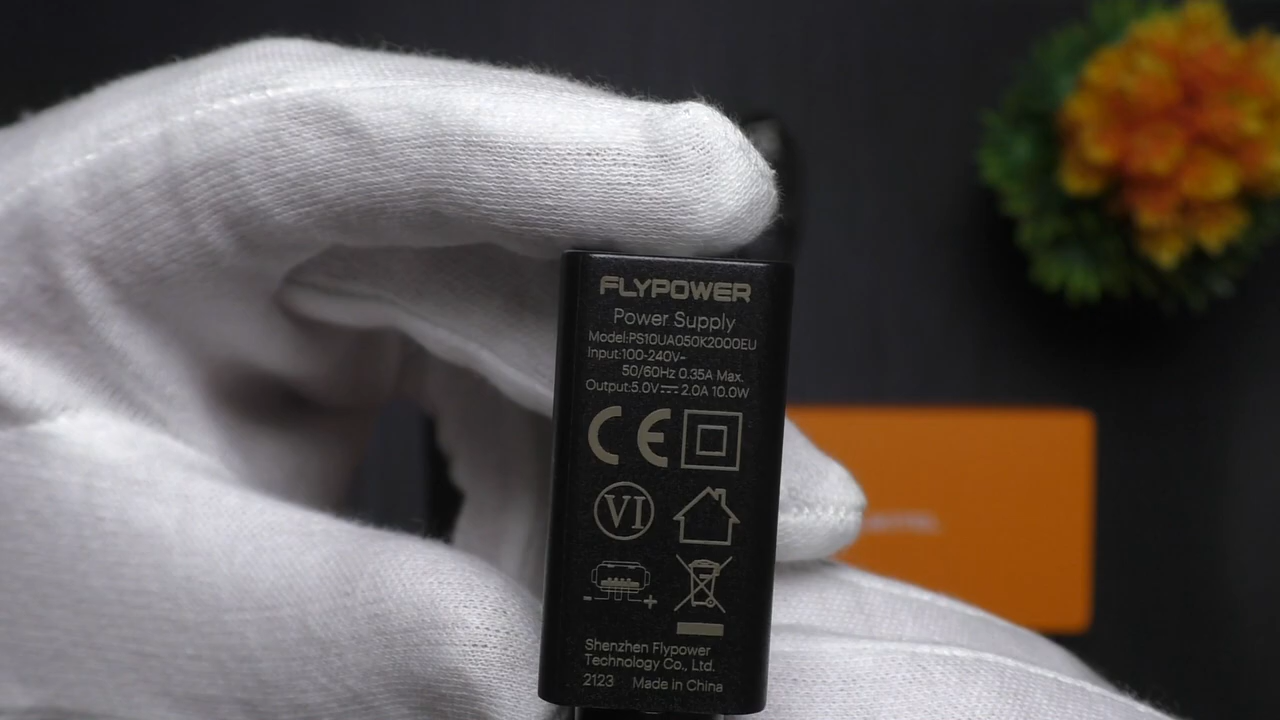 FLYPOWER
Power Supply
Model:PS10UA050K2000EU
Input:100-240V~
50/60Hz 0.35A Max.
Output:5.0V⎓2.0A 10.0W
CE
VI
- +
Shenzhen Flypower
Technology Co., Ltd.
2123 Made in China